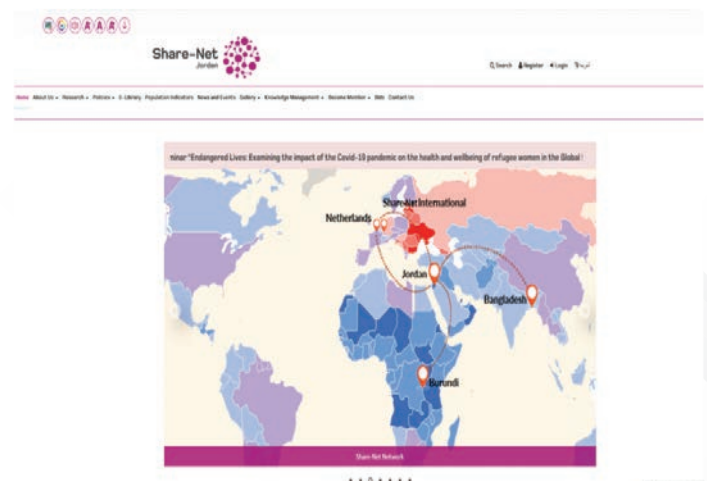 Share-Net
Jordan
Search Register Login عربي
Home About Us Research Policies E-Library Population Indicators News and Events Gallery Knowledge Management Become Member Bids Contact Us
ninar "Endangered Lives: Examining the impact of the Covid-19 pandemic on the health and wellbeing of refugee women in the Global
Share-Net International
Netherlands
Jordan
Bangladesh
Burundi
Share-Net Network